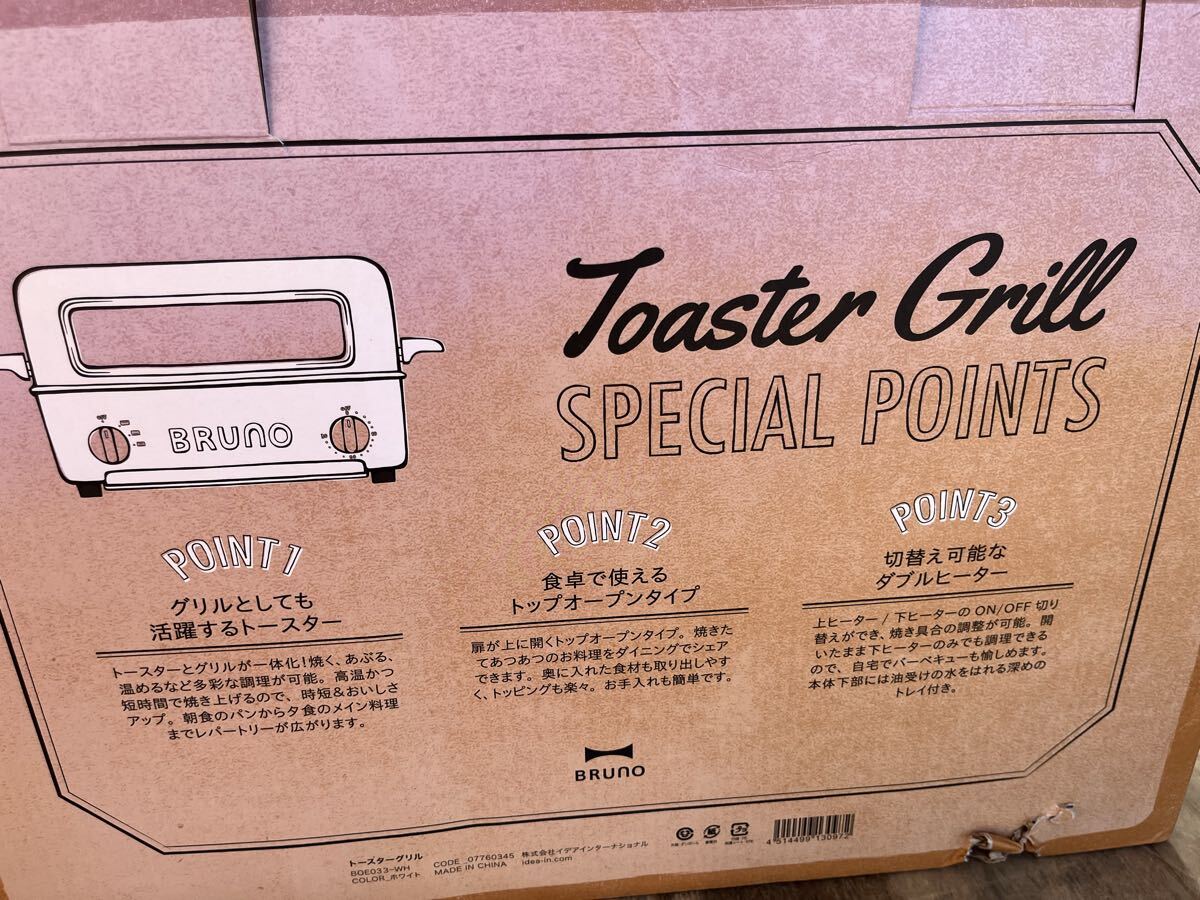 BRUNO
Toaster Grill
SPECIAL POINTS
POINT1
グリルとしても
活躍するトースター
トースターとグリルが一体化!焼く、あぶる、
温めるなど多彩な調理が可能。高温かつ
短時間で焼き上げるので、時短&おいしさ
アップ。朝食のパンから夕食のメイン料理
までレパートリーが広がります。
POINT2
食卓で使える
トップオープンタイプ
扉が上に開くトップオープンタイプ。焼きた
てあつあつのお料理をダイニングでシェア
できます。奥に入れた食材も取り出しやす
く、トッピングも楽々。お手入れも簡単です。
POINT3
切替え可能な
ダブルヒーター
上ヒーター/下ヒーターのON/OFF切り
替えができ、焼き具合の調整が可能。開
いたまま下ヒーターのみでも調理できる
ので、自宅でバーベキューも愉しめます。
本体下部には油受けの水をはれる深めの
トレイ付き。
BRUNO
トースターグリル
BOE033-WH
COLOR_ホワイト
CODE_07760345
MADE IN CHINA
株式会社イデアインターナショナル
idea-in.com